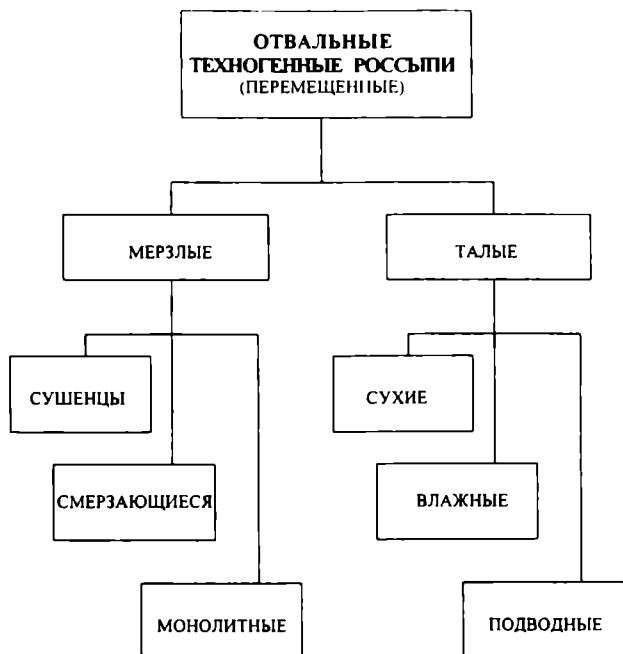 ОТВАЛЬНЫЕ
ТЕХНОГЕННЫЕ РОССЫПИ
(ПЕРЕМЕЩЕННЫЕ)
МЕРЗЛЫЕ
ТАЛЫЕ
СУШЕНЦЫ
СУХИЕ
СМЕРЗАЮЩИЕСЯ
ВЛАЖНЫЕ
МОНОЛИТНЫЕ
ПОДВОДНЫЕ